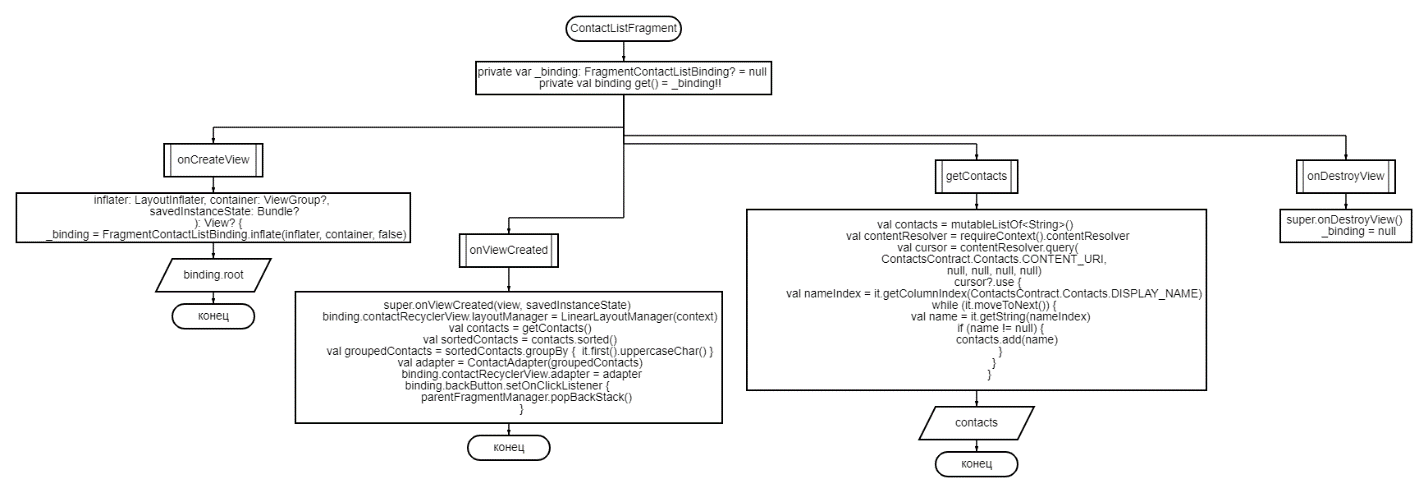 ContactListFragment
private var _binding: FragmentContactListBinding? = null
private val binding get() = _binding!!
onCreateView
inflater: LayoutInflater, container: ViewGroup?,
savedInstanceState: Bundle?
): View? {
_binding = FragmentContactListBinding.inflate(inflater, container, false)
binding.root
конец
onViewCreated
super.onViewCreated(view, savedInstanceState)
binding.contactRecyclerView.layoutManager = LinearLayoutManager(context)
val contacts = getContacts()
val sortedContacts = contacts.sorted()
val groupedContacts = sortedContacts.groupBy { it.first().uppercaseChar() }
val adapter = ContactAdapter(groupedContacts)
binding.contactRecyclerView.adapter = adapter
binding.backButton.setOnClickListener {
parentFragmentManager.popBackStack()
}
конец
getContacts
val contacts = mutableListOf<String>()
val contentResolver = requireContext().contentResolver
val cursor = contentResolver.query(
ContactsContract.Contacts.CONTENT_URI,
null, null, null, null)
cursor?.use {
val nameIndex = it.getColumnIndex(ContactsContract.Contacts.DISPLAY_NAME)
while (it.moveToNext()) {
val name = it.getString(nameIndex)
if (name != null) {
contacts.add(name)
}
}
}
contacts
конец
onDestroyView
super.onDestroyView()
_binding = null